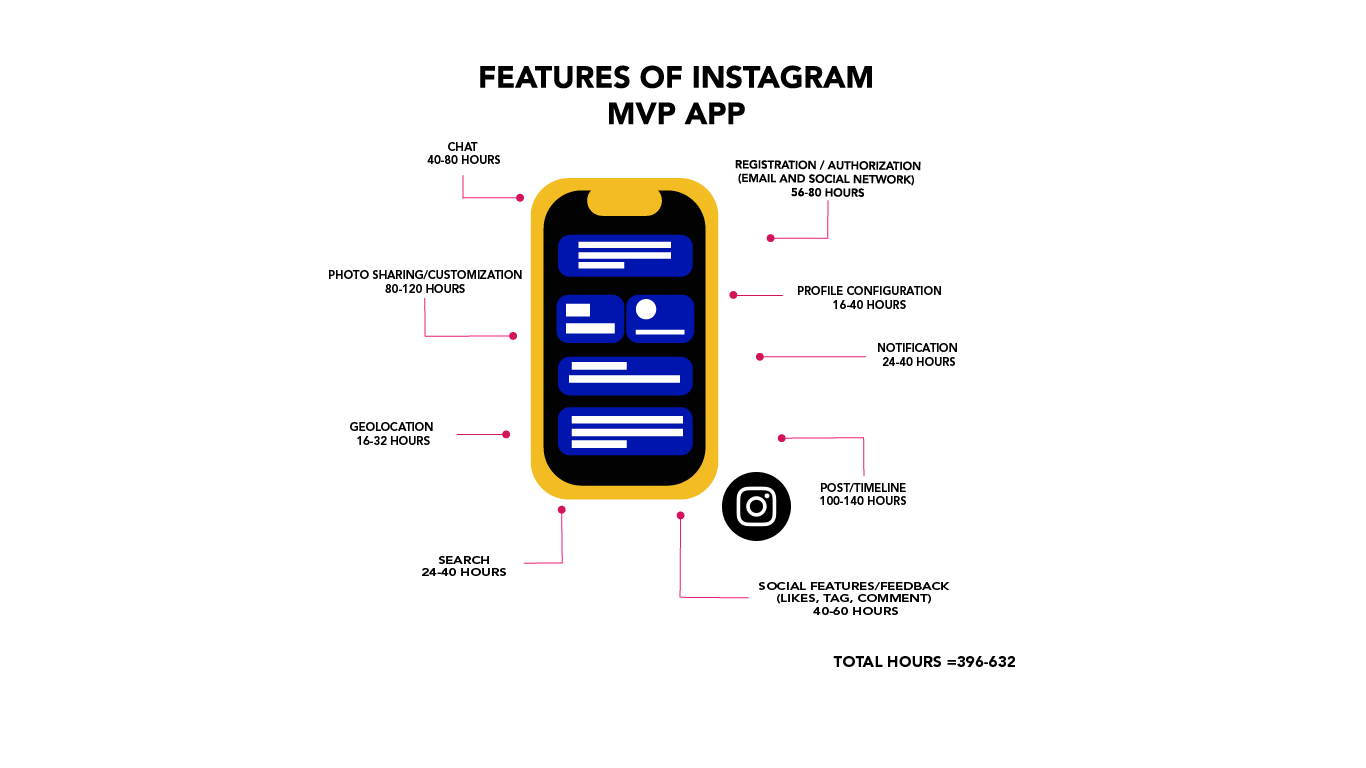 FEATURES OF INSTAGRAM
MVP APP
CHAT
40-80 HOURS
REGISTRATION / AUTHORIZATION
(EMAIL AND SOCIAL NETWORK)
56-80 HOURS
PHOTO SHARING/CUSTOMIZATION
80-120 HOURS
PROFILE CONFIGURATION
16-40 HOURS
NOTIFICATION
24-40 HOURS
GEOLOCATION
16-32 HOURS
POST/TIMELINE
100-140 HOURS
SEARCH
24-40 HOURS
SOCIAL FEATURES/FEEDBACK
(LIKES, TAG, COMMENT)
40-60 HOURS
TOTAL HOURS =396-632